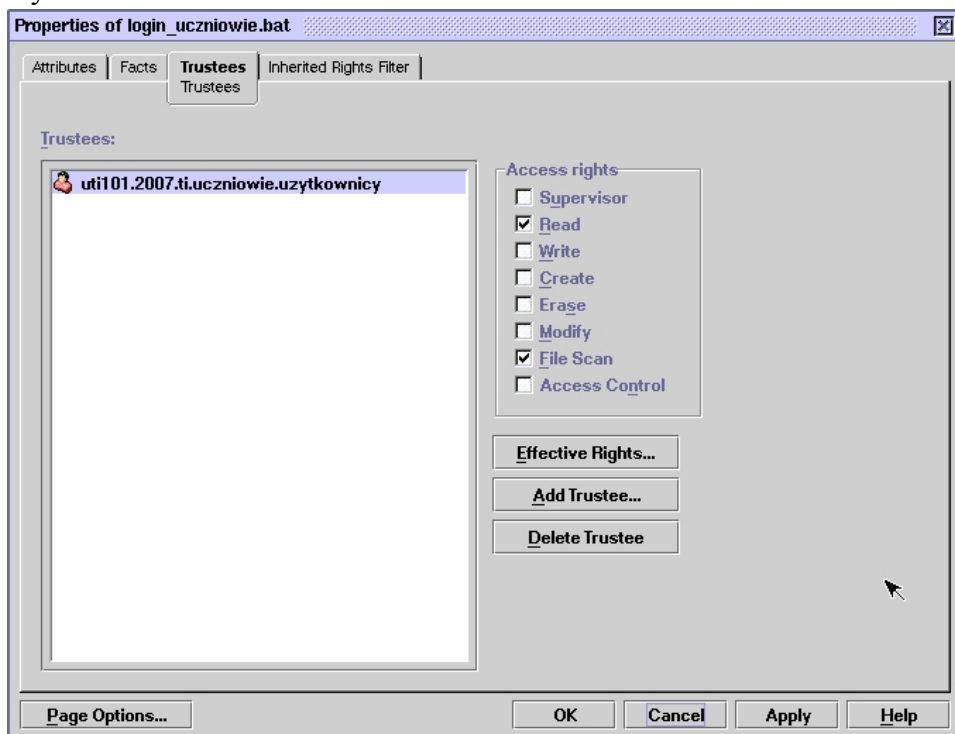 Properties of login_uczniowie.bat
Attributes Facts Trustees Inherited Rights Filter
Trustees
Trustees:
uti101.2007.ti.uczniowie.uzytkownicy
Access rights
Supervisor
Read
Write
Create
Erase
Modify
File Scan
Access Control
Effective Rights...
Add Trustee...
Delete Trustee
Page Options... OK Cancel Apply Help